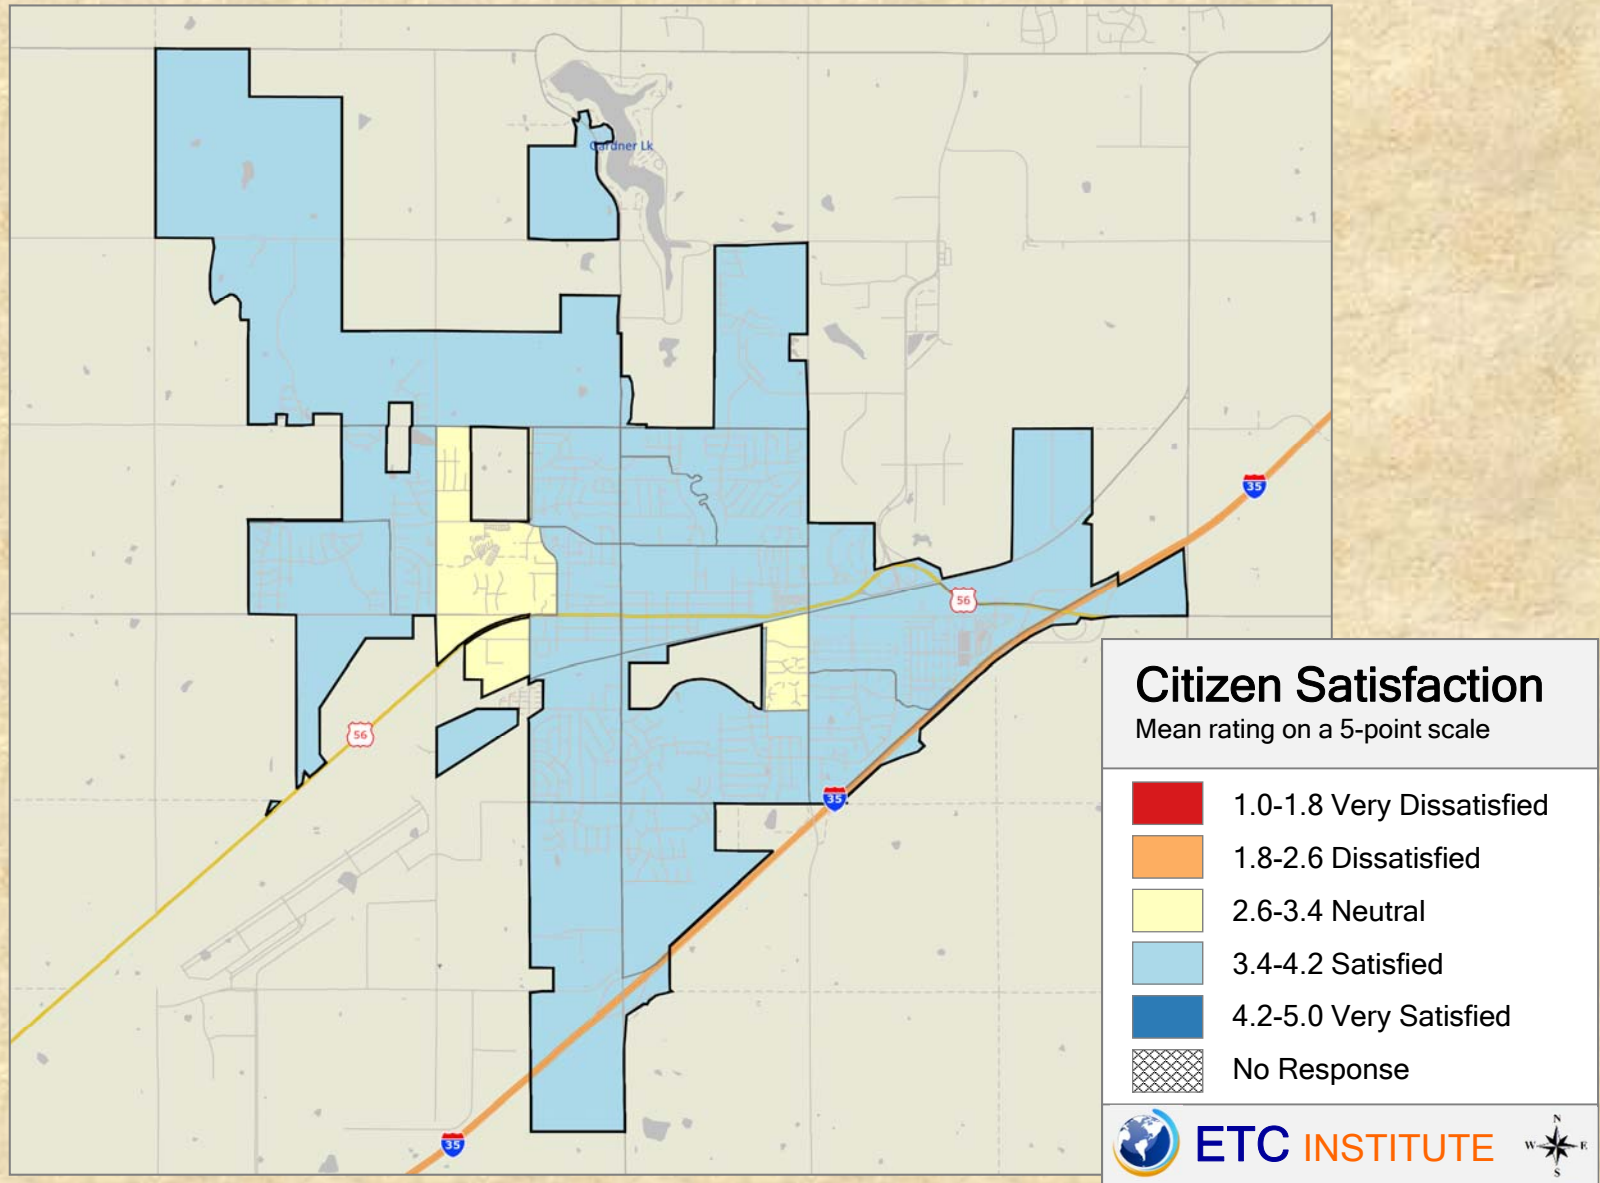 Gardner Lk
1
35
56
56
35
35
Citizen Satisfaction
Mean rating on a 5-point scale
1.0-1.8 Very Dissatisfied
1.8-2.6 Dissatisfied
2.6-3.4 Neutral
3.4-4.2 Satisfied
4.2-5.0 Very Satisfied
No Response
ETC INSTITUTE
N
W E
S